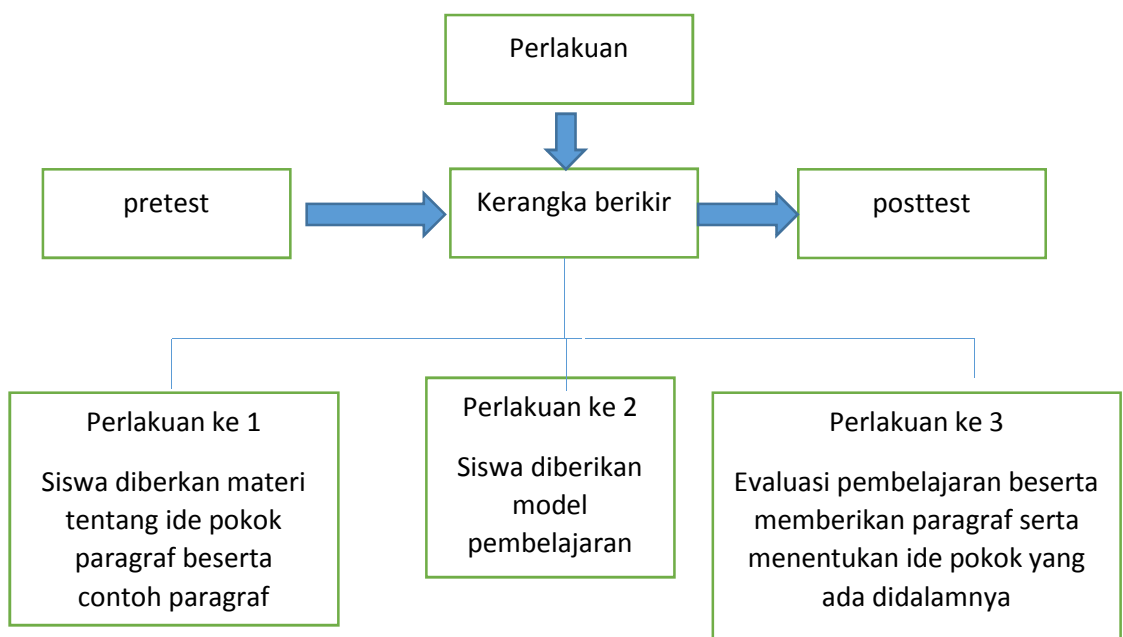 Perlakuan
pretest
Kerangka berikir
posttest
Perlakuan ke 1
Siswa diberkan materi
tentang ide pokok
paragraf beserta
contoh paragraf
Perlakuan ke 2
Siswa diberikan
model
pembelajaran
Perlakuan ke 3
Evaluasi pembelajaran beserta
memberikan paragraf serta
menentukan ide pokok yang
ada didalamnya